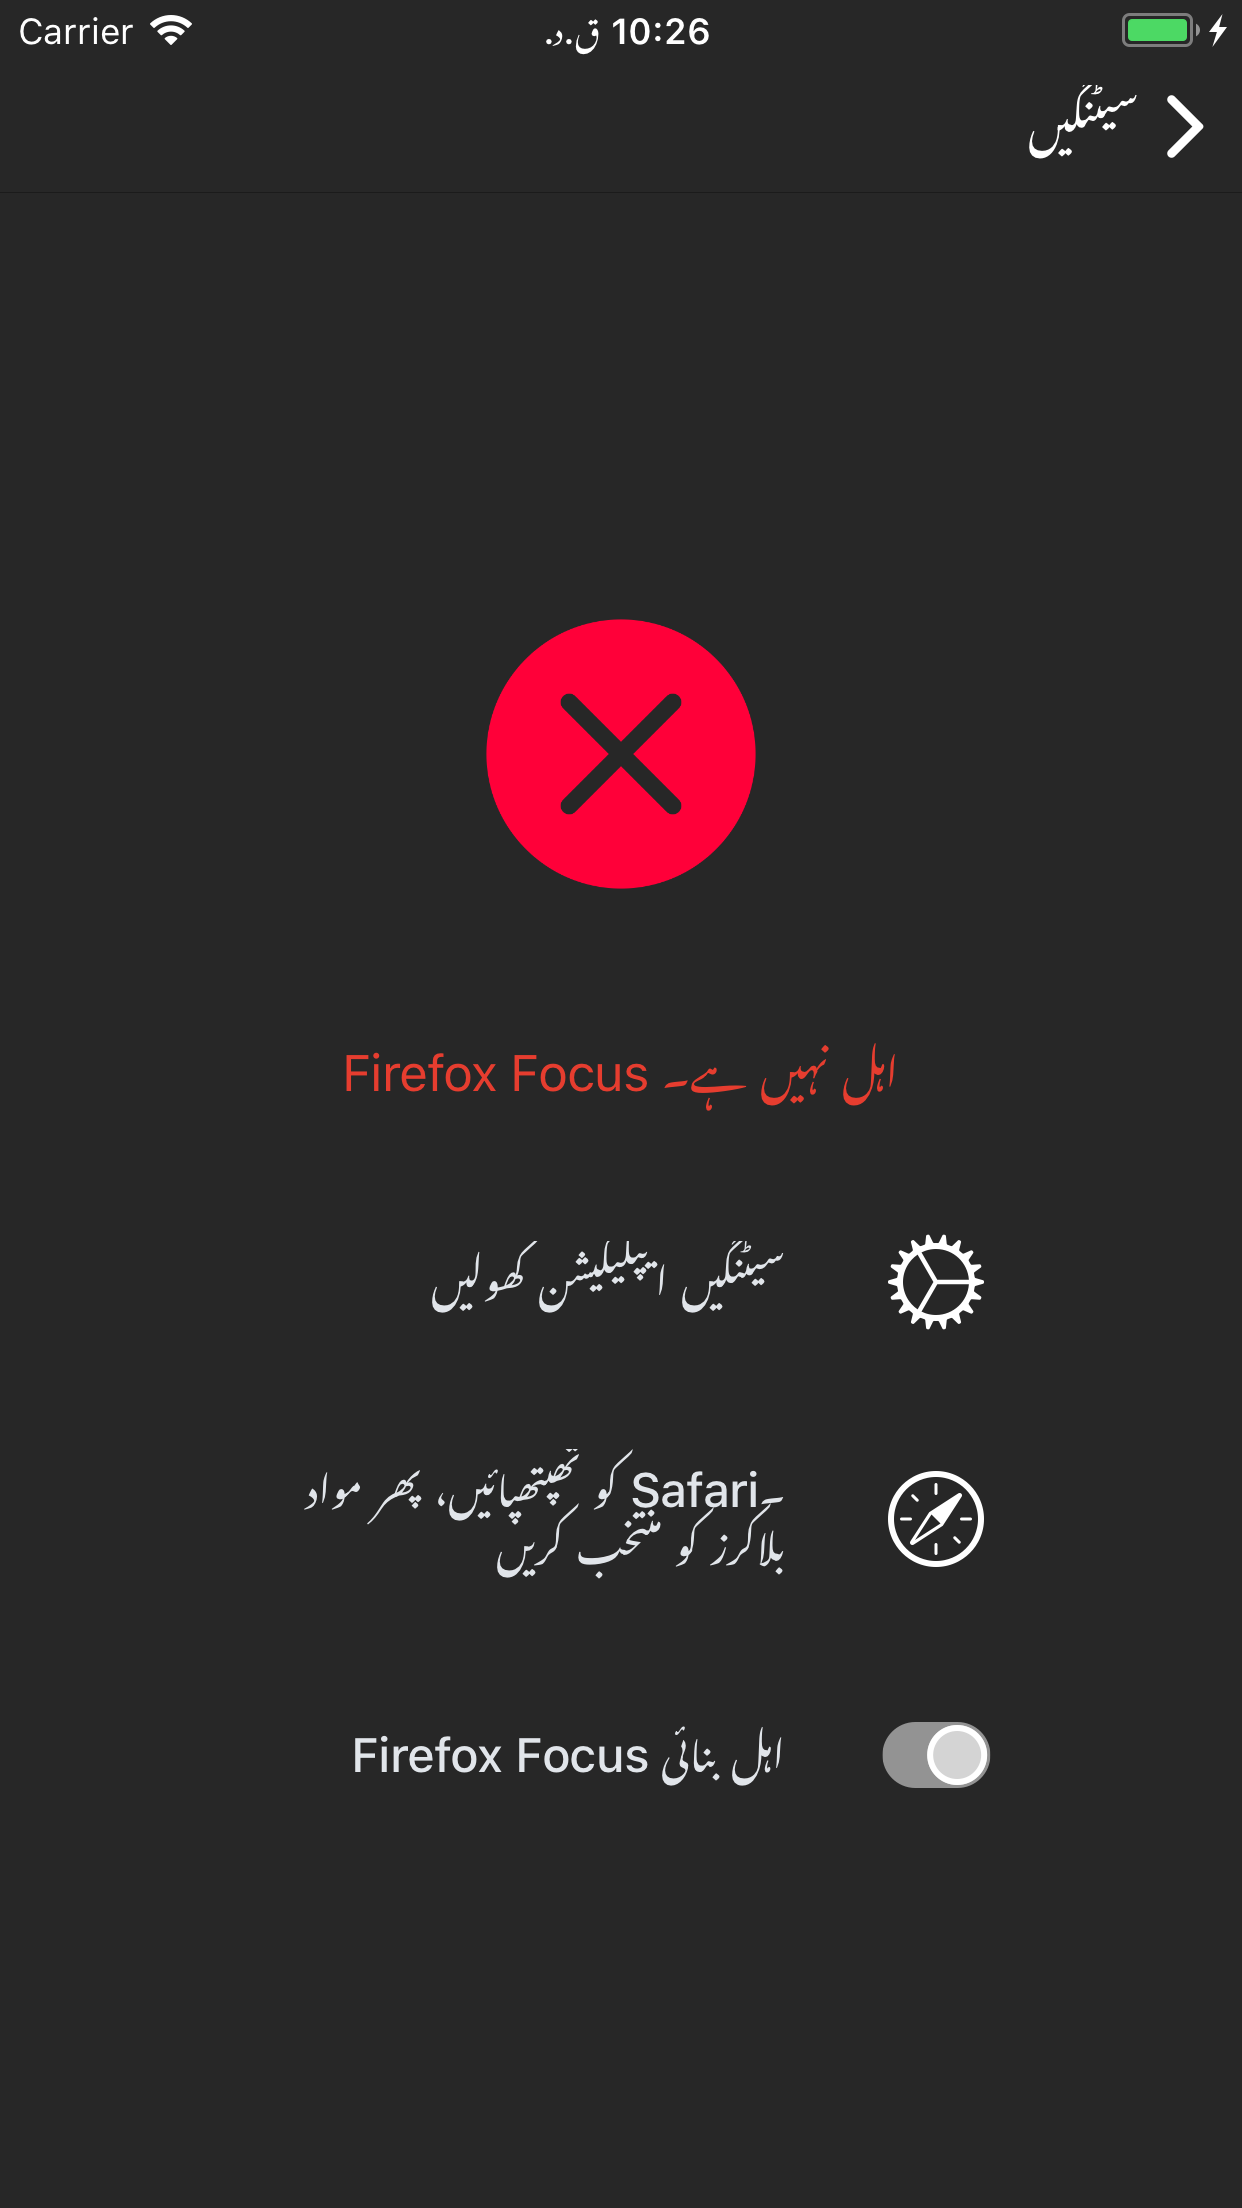 Carrier 10:26 ق.د.
سیٹنگیں
Firefox Focus اہل نہیں ہے۔
سیٹنگیں ایپلیکیشن کھولیں
۔Safari کو تھپتھپائیں، پھر مواد
بلاکرز کو منتخب کریں
Firefox Focus اہل بنائی